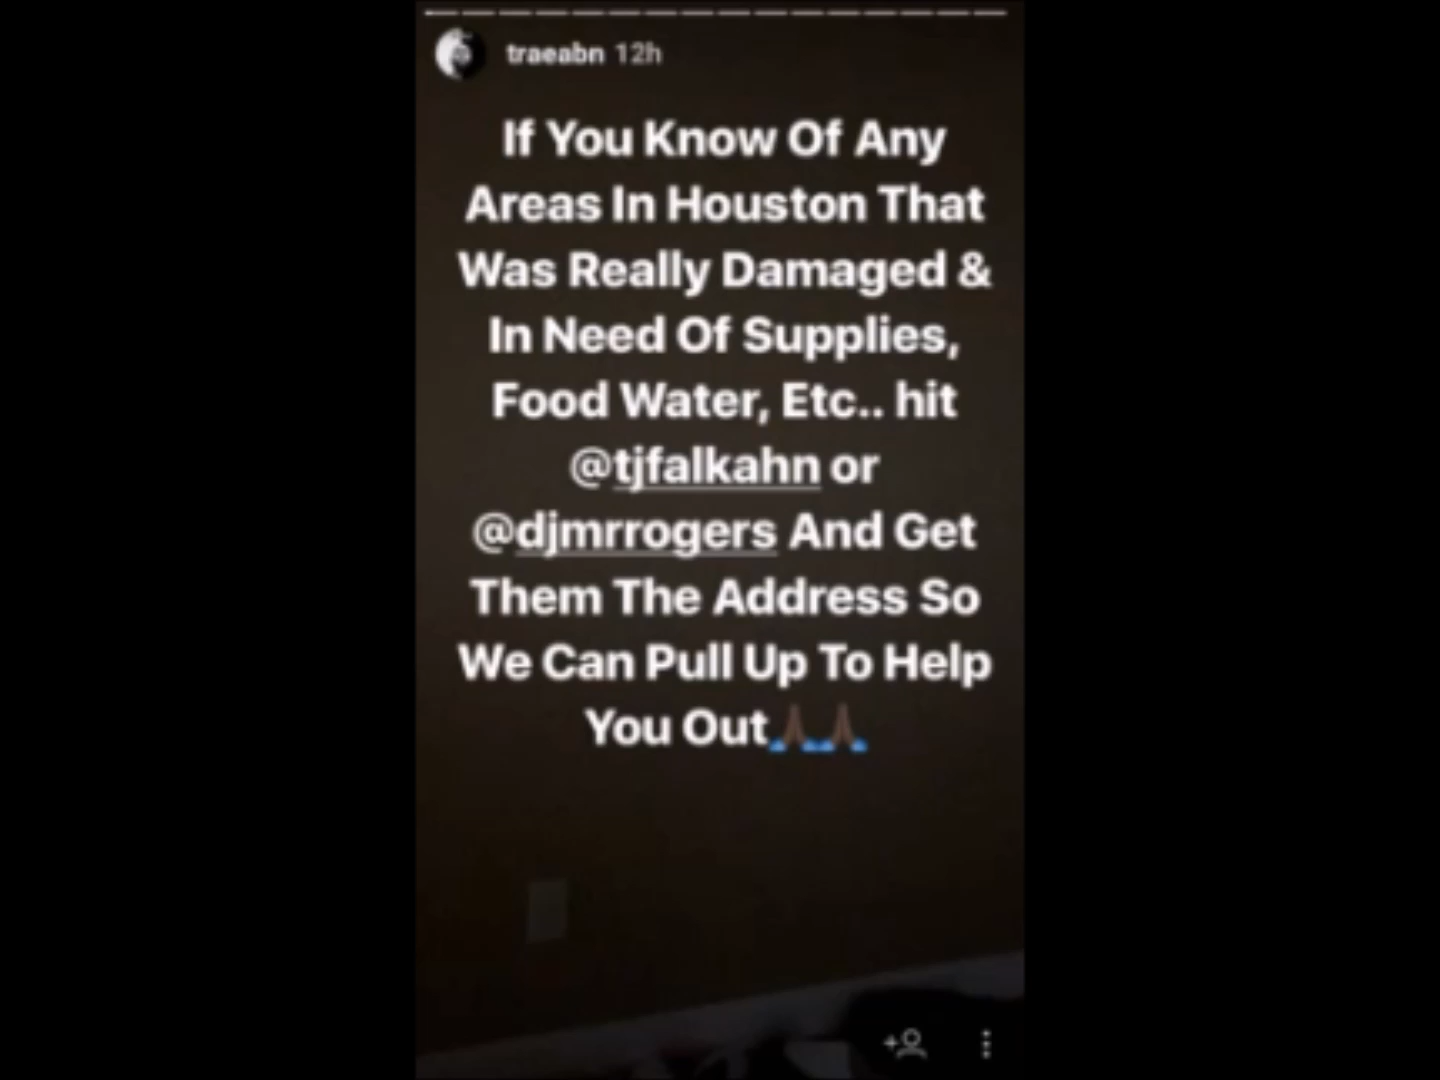 traeabn 12h
If You Know Of Any
Areas In Houston That
Was Really Damaged &
In Need Of Supplies,
Food Water, Etc.. hit
@tjfalkahn or
@djmrrogers And Get
Them The Address So
We Can Pull Up To Help
You Out🙏🏿🙏🏿